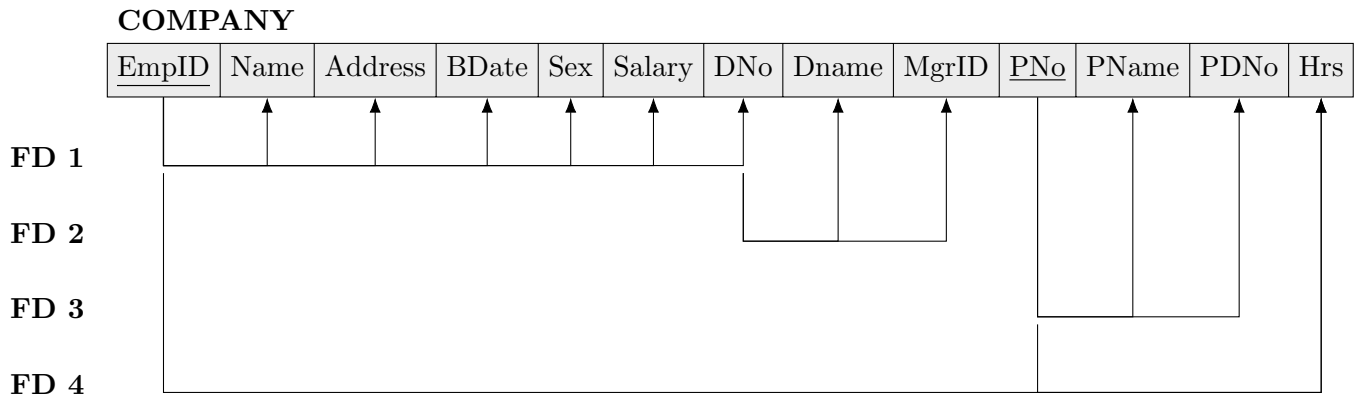 COMPANY
EmpID Name Address BDate Sex Salary DNo Dname MgrID PNo PName PDNo Hrs
FD 1
FD 2
FD 3
FD 4